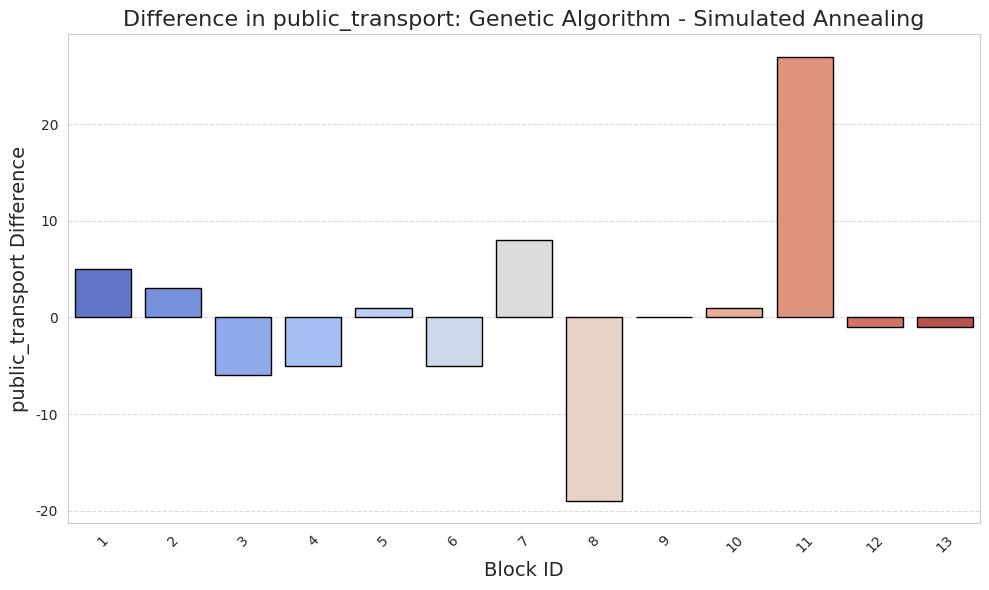 Difference in public_transport: Genetic Algorithm - Simulated Annealing
public_transport Difference
20
10
0
-10
-20
1 2 3 4 5 6 7 8 9 10 11 12 13
Block ID